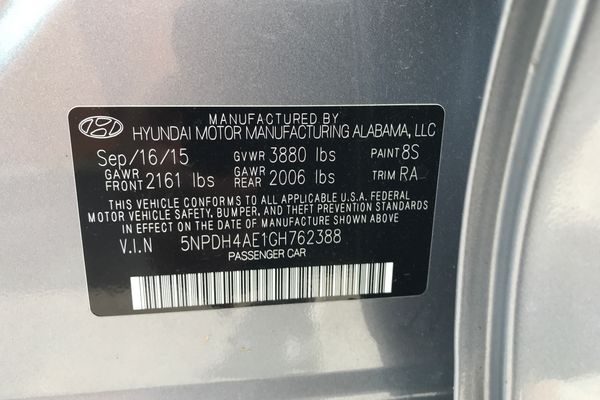 MANUFACTURED BY
HYUNDAI MOTOR MANUFACTURING ALABAMA, LLC
Sep/16/15 GVWR 3880 lbs PAINT 8S
GAWR FRONT 2161 lbs GAWR REAR 2006 lbs TRIM RA
THIS VEHICLE CONFORMS TO ALL APPLICABLE U.S.A. FEDERAL
MOTOR VEHICLE SAFETY, BUMPER, AND THEFT PREVENTION STANDARDS
IN EFFECT ON THE DATE OF MANUFACTURE SHOWN ABOVE
V.I.N 5NPDH4AE1GH762388
PASSENGER CAR